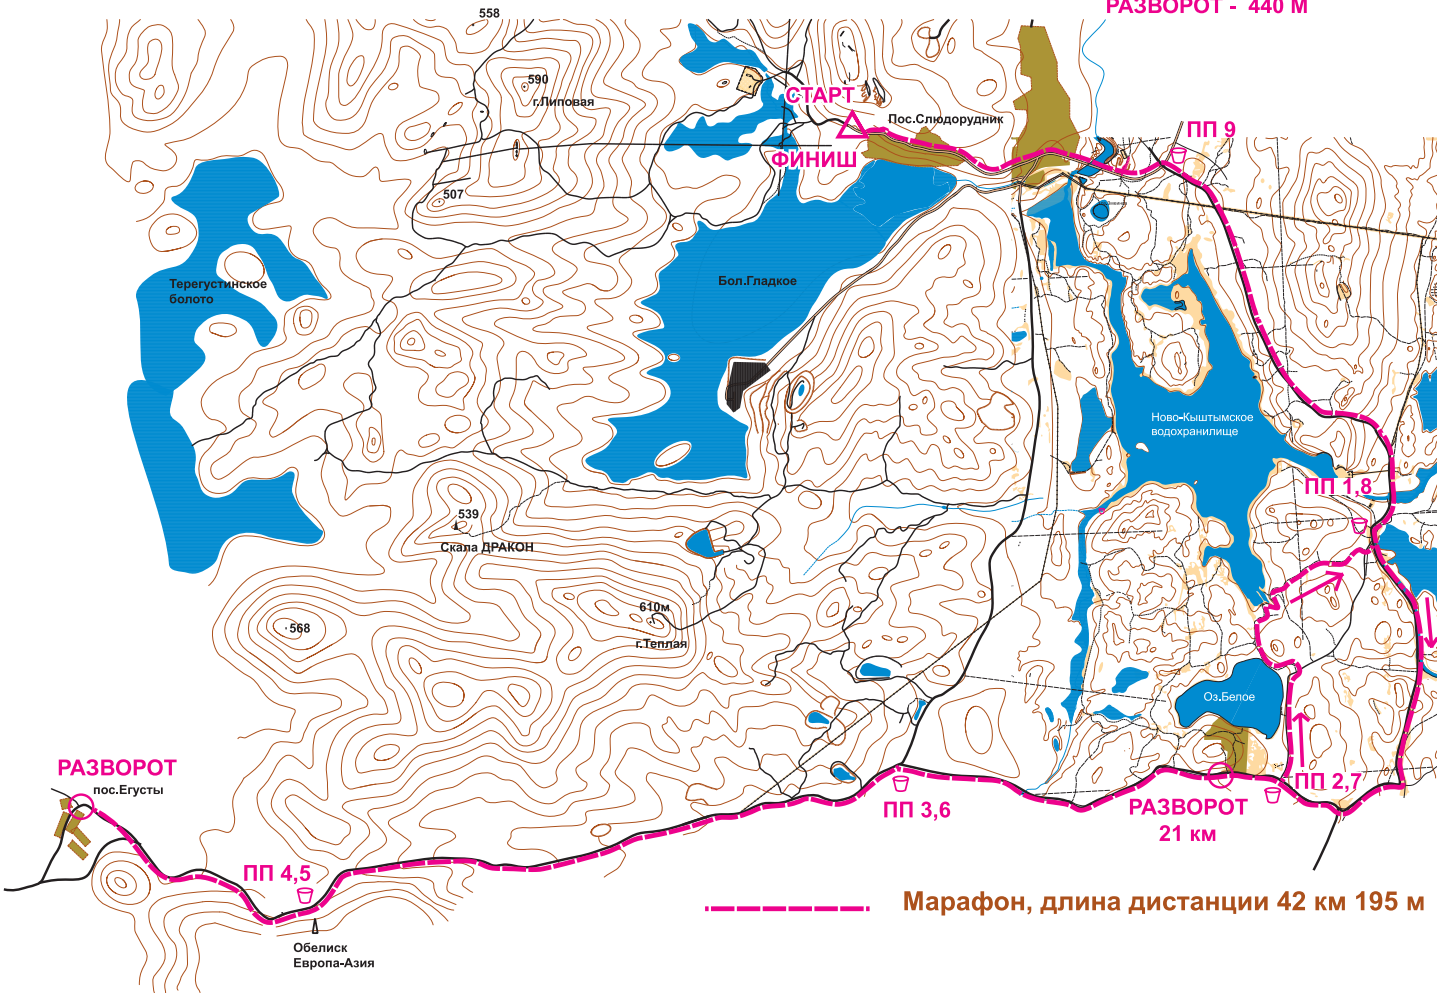 РАЗВОРОТ - 440 М
558
590
г.Липовая
СТАРТ
Пос.Слюдорудник
ПП 9
ФИНИШ
507
Терегустинское
болото
Бол.Гладкое
Ново-Кыштымское
водохранилище
ПП 1,8
539
Скала ДРАКОН
610м
568
г.Теплая
Оз.Белое
РАЗВОРОТ
пос.Егусты
ПП 2,7
ПП 3,6
РАЗВОРОТ
21 км
ПП 4,5
Марафон, длина дистанции 42 км 195 м
Обелиск
Европа-Азия